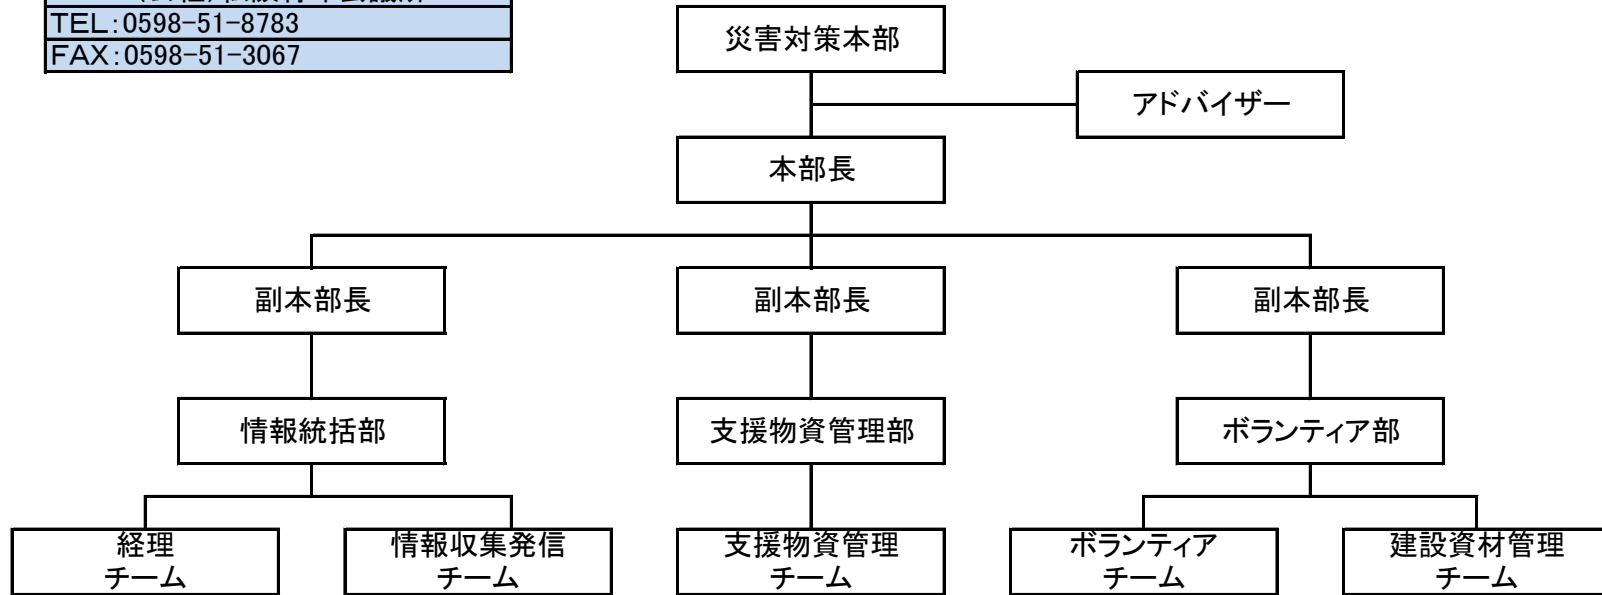 TEL:0598-51-8783
FAX:0598-51-3067
災害対策本部
アドバイザー
本部長
副本部長
副本部長
副本部長
情報統括部
支援物資管理部
ボランティア部
経理
チーム
情報収集発信
チーム
支援物資管理
チーム
ボランティア
チーム
建設資材管理
チーム